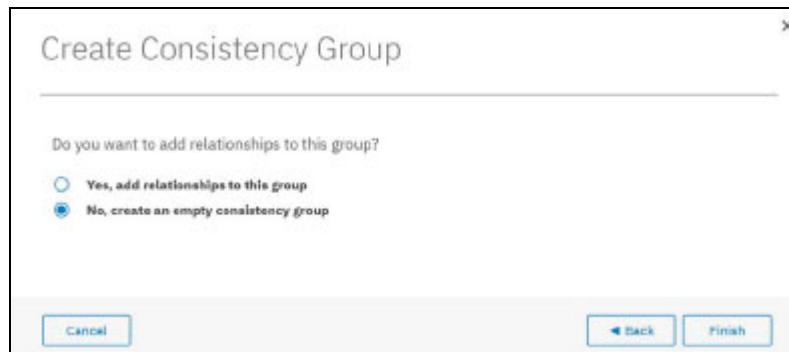 Create Consistency Group
Do you want to add relationships to this group?
Yes, add relationships to this group
No, create an empty consistency group
Cancel
Back
Finish